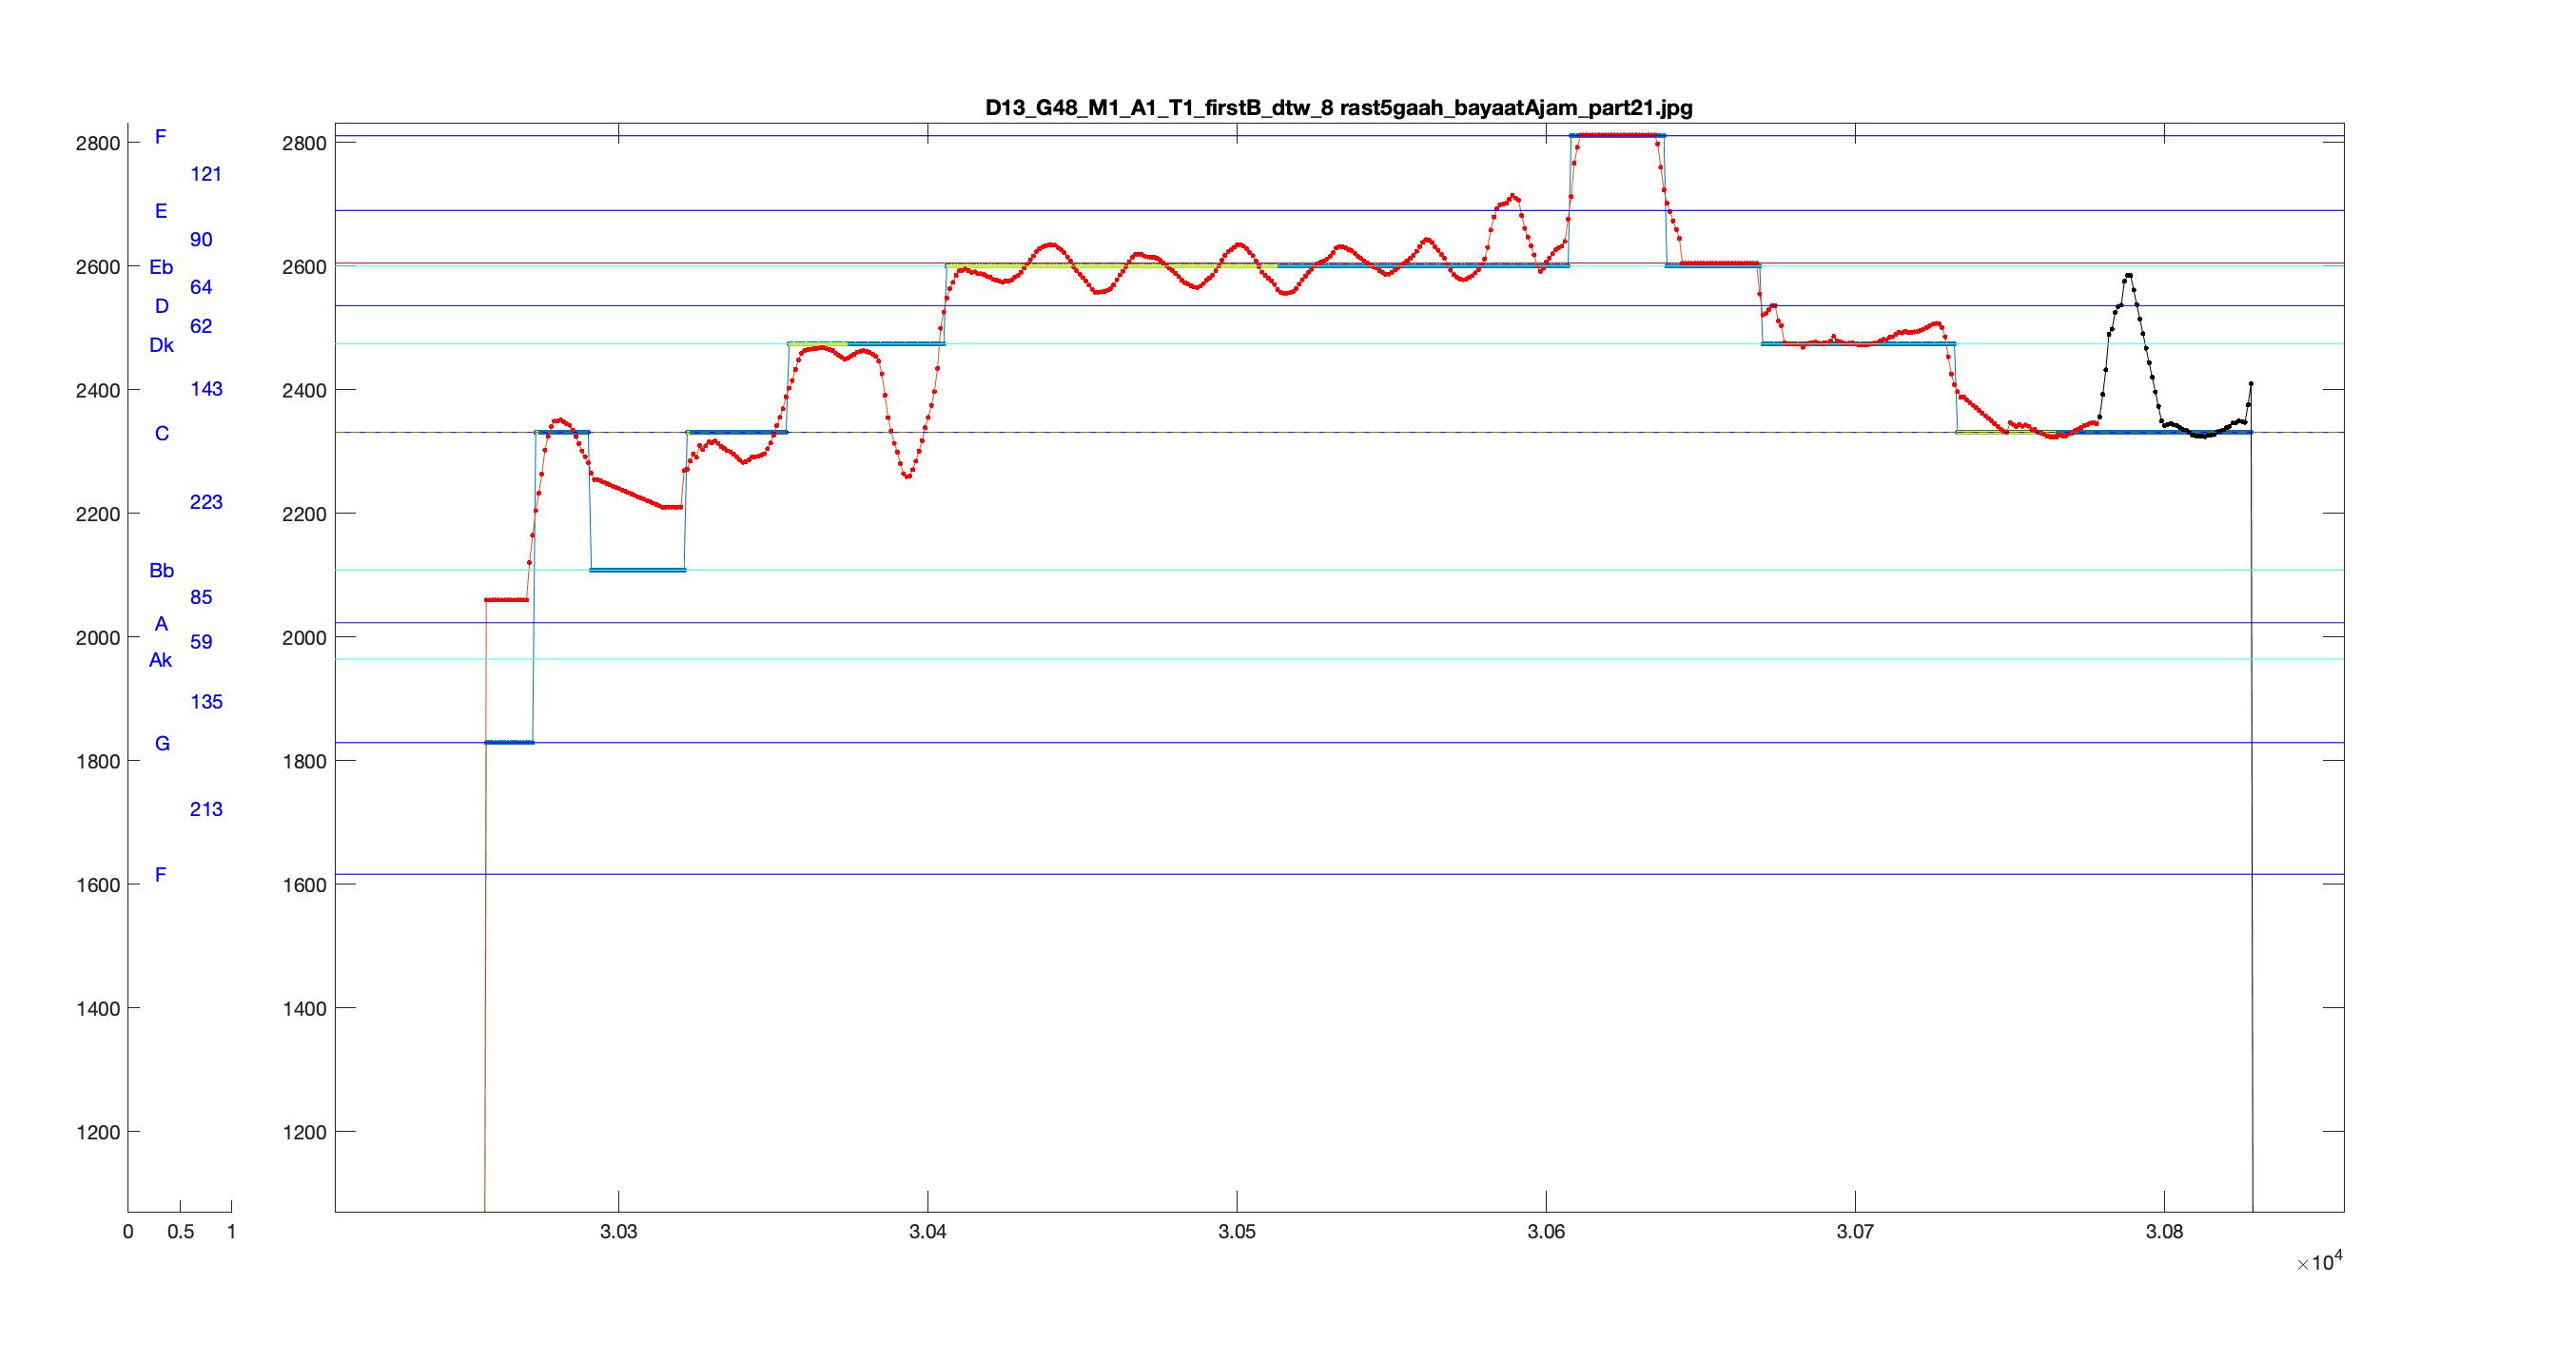 D13_G48_M1_A1_T1_firstB_dtw_8 rast5gaah_bayaatAjam_part21.jpg
2800 F 2800
121
E
90
2600 Eb 2600
64
D
62
Dk
2400 143 2400
C
223
2200 2200
Bb
85
A
2000 59 2000
Ak
135
G
1800 1800
213
F
1600 1600
1400 1400
1200 1200
0 0.5 1 3.03 3.04 3.05 3.06 3.07 3.08
×10^4